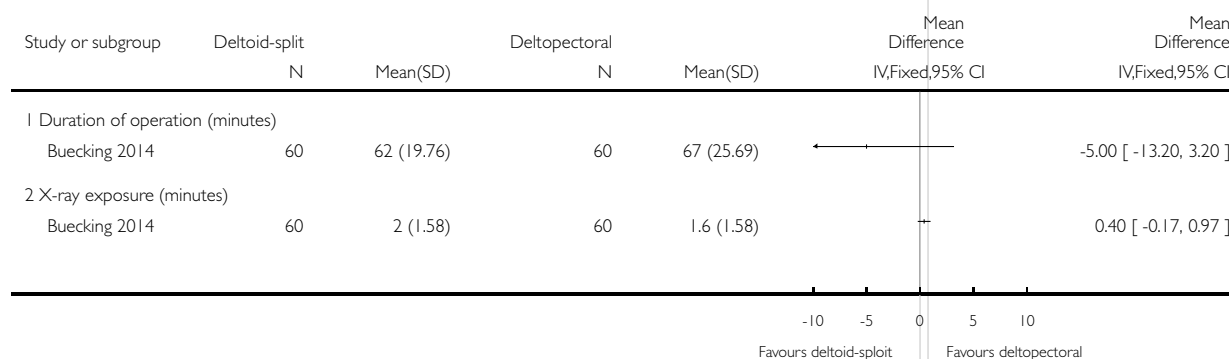 Mean Mean
Study or subgroup Deltoid-split Deltopectoral Difference Difference
N Mean(SD) N Mean(SD) IV,Fixed,95% CI IV,Fixed,95% CI
1 Duration of operation (minutes)
Buecking 2014 60 62 (19.76) 60 67 (25.69) -5.00 [ -13.20, 3.20 ]
2 X-ray exposure (minutes)
Buecking 2014 60 2 (1.58) 60 1.6 (1.58) 0.40 [ -0.17, 0.97 ]
-10 -5 0 5 10
Favours deltoid-sploit Favours deltopectoral